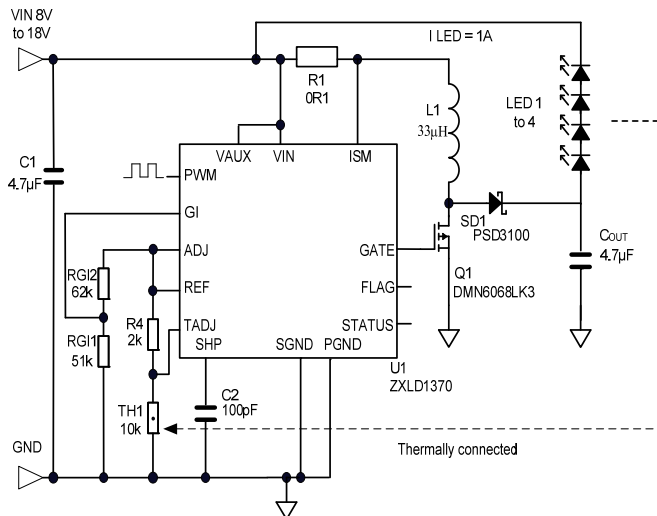 VIN 8V
to 18V
I LED = 1A
R1
0R1
L1
33μH
LED 1
to 4
C1
4.7μF
VAUX
VIN
ISM
PWM
GI
ADJ
REF
TADJ
SHP
SGND
PGND
GATE
FLAG
STATUS
SD1
PSD3100
Q1
DMN6068LK3
COUT
4.7μF
RGI2
62k
RGI1
51k
R4
2k
TH1
10k
C2
100pF
U1
ZXLD1370
GND
Thermally connected